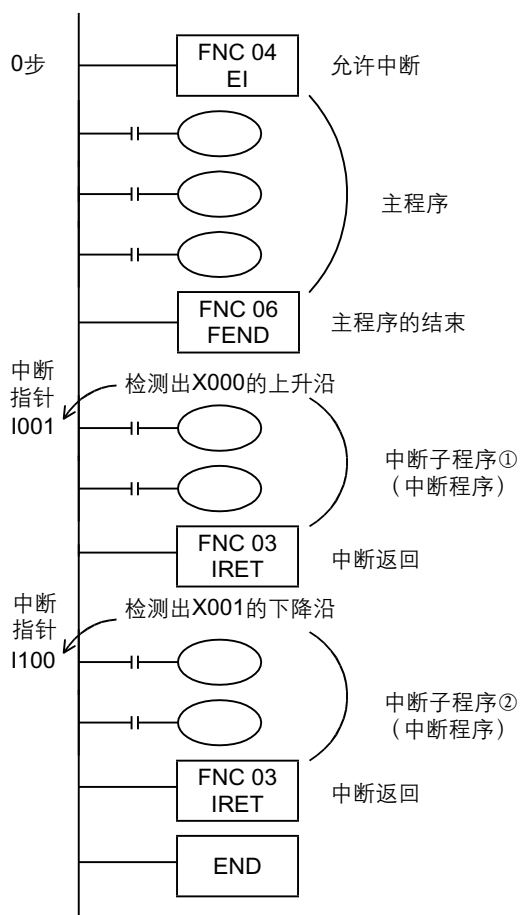 0步
FNC 04
EI
允许中断
主程序
FNC 06
FEND
主程序的结束
中断
指针
I001
检测出X000的上升沿
中断子程序①
（中断程序）
FNC 03
IRET
中断返回
中断
指针
I100
检测出X001的下降沿
中断子程序②
（中断程序）
FNC 03
IRET
中断返回
END